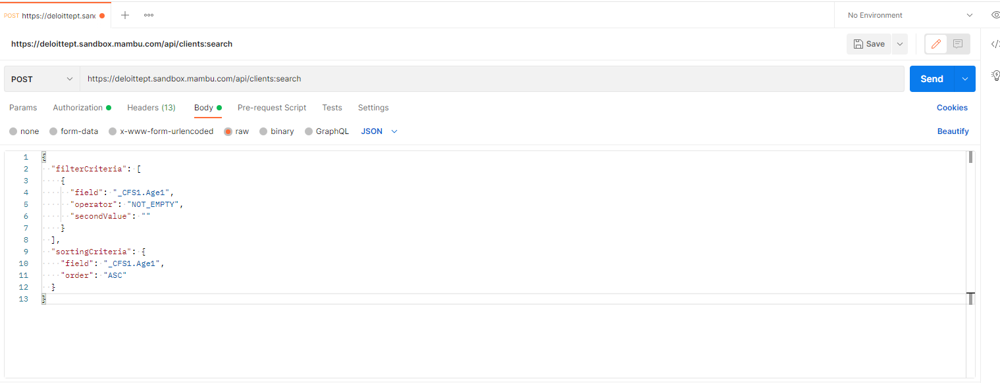 POST https://deloittept.sand
No Environment
https://deloittept.sandbox.mambu.com/api/clients:search
Save
POST
https://deloittept.sandbox.mambu.com/api/clients:search
Send
Params Authorization Headers (13) Body Pre-request Script Tests Settings Cookies
none form-data x-www-form-urlencoded raw binary GraphQL JSON Beautify
1 {
2 "filterCriteria": [
3 {
4 "field": "_CFS1.Age1",
5 "operator": "NOT_EMPTY",
6 "secondValue": ""
7 }
8 ],
9 "sortingCriteria": {
10 "field": "_CFS1.Age1",
11 "order": "ASC"
12 }
13 }